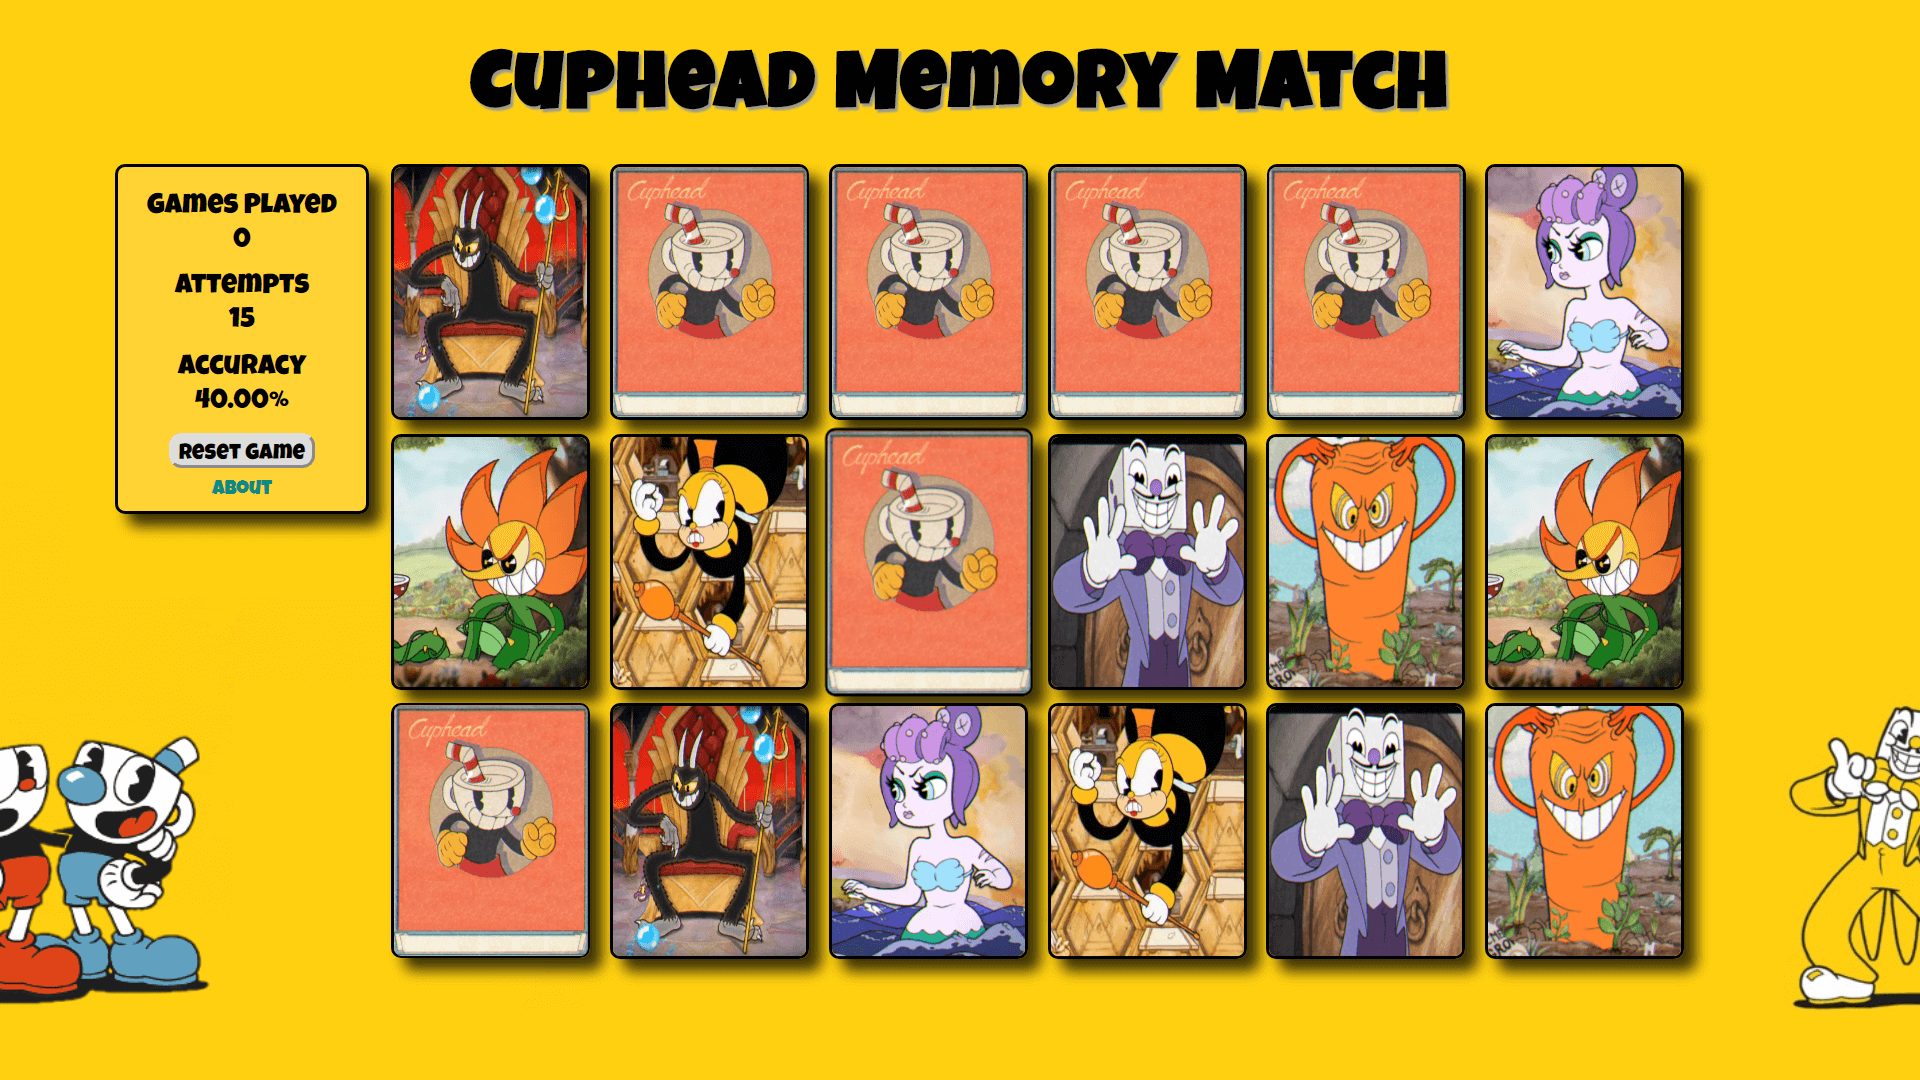 Cuphead Memory Match
Games Played
0
Attempts
15
Accuracy
40.00%
Reset Game
About
Cuphead
Cuphead
Cuphead
Cuphead
Cuphead
Cuphead